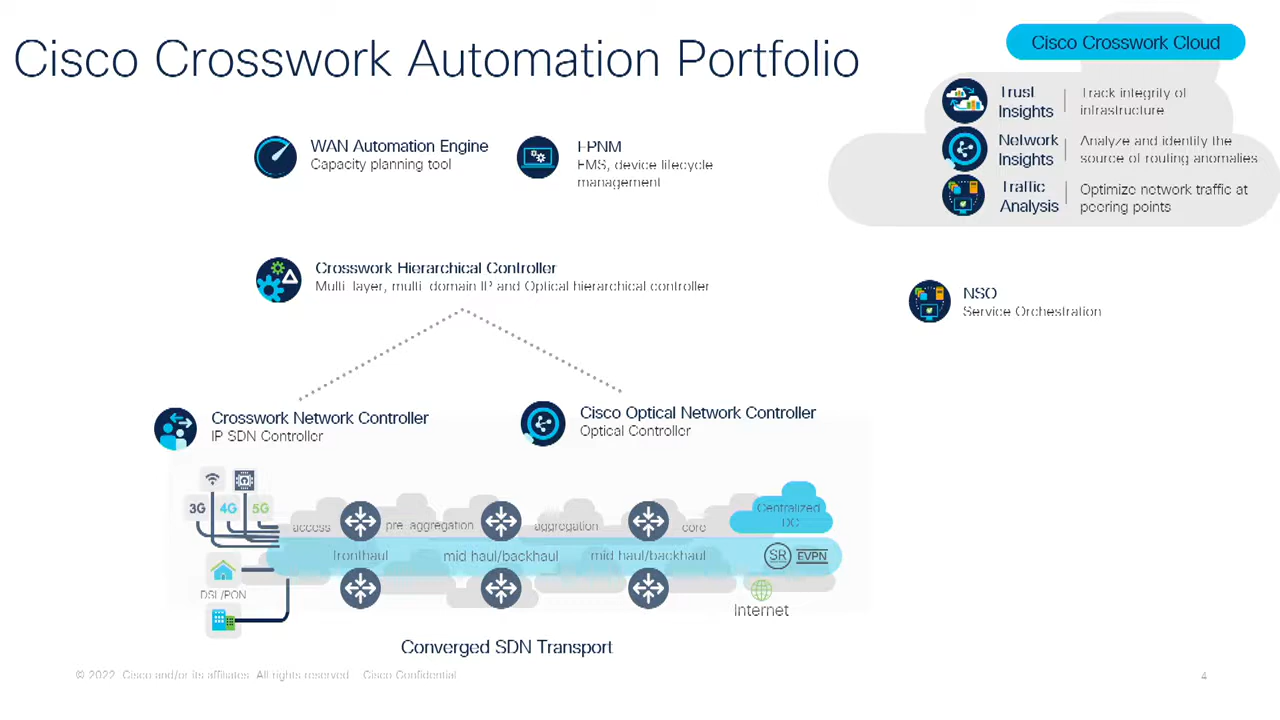 Cisco Crosswork Automation Portfolio
Cisco Crosswork Cloud
Trust
Insights
Track integrity of
infrastructure
Network
Insights
Analyze and identify the
source of routing anomalies
Traffic
Analysis
Optimize network traffic at
peering points
WAN Automation Engine
Capacity planning tool
EPNM
EMS, device lifecycle
management
Crosswork Hierarchical Controller
Multi-layer, multi-domain IP and Optical hierarchical controller
NSO
Service Orchestration
Crosswork Network Controller
IP SDN Controller
Cisco Optical Network Controller
Optical Controller
3G
4G
5G
access
pre-aggregation
aggregation
core
Centralized
DC
fronthaul
mid haul/backhaul
mid haul/backhaul
SR
EVPN
DSL/PON
Internet
Converged SDN Transport
© 2022 Cisco and/or its affiliates. All rights reserved. Cisco Confidential
4